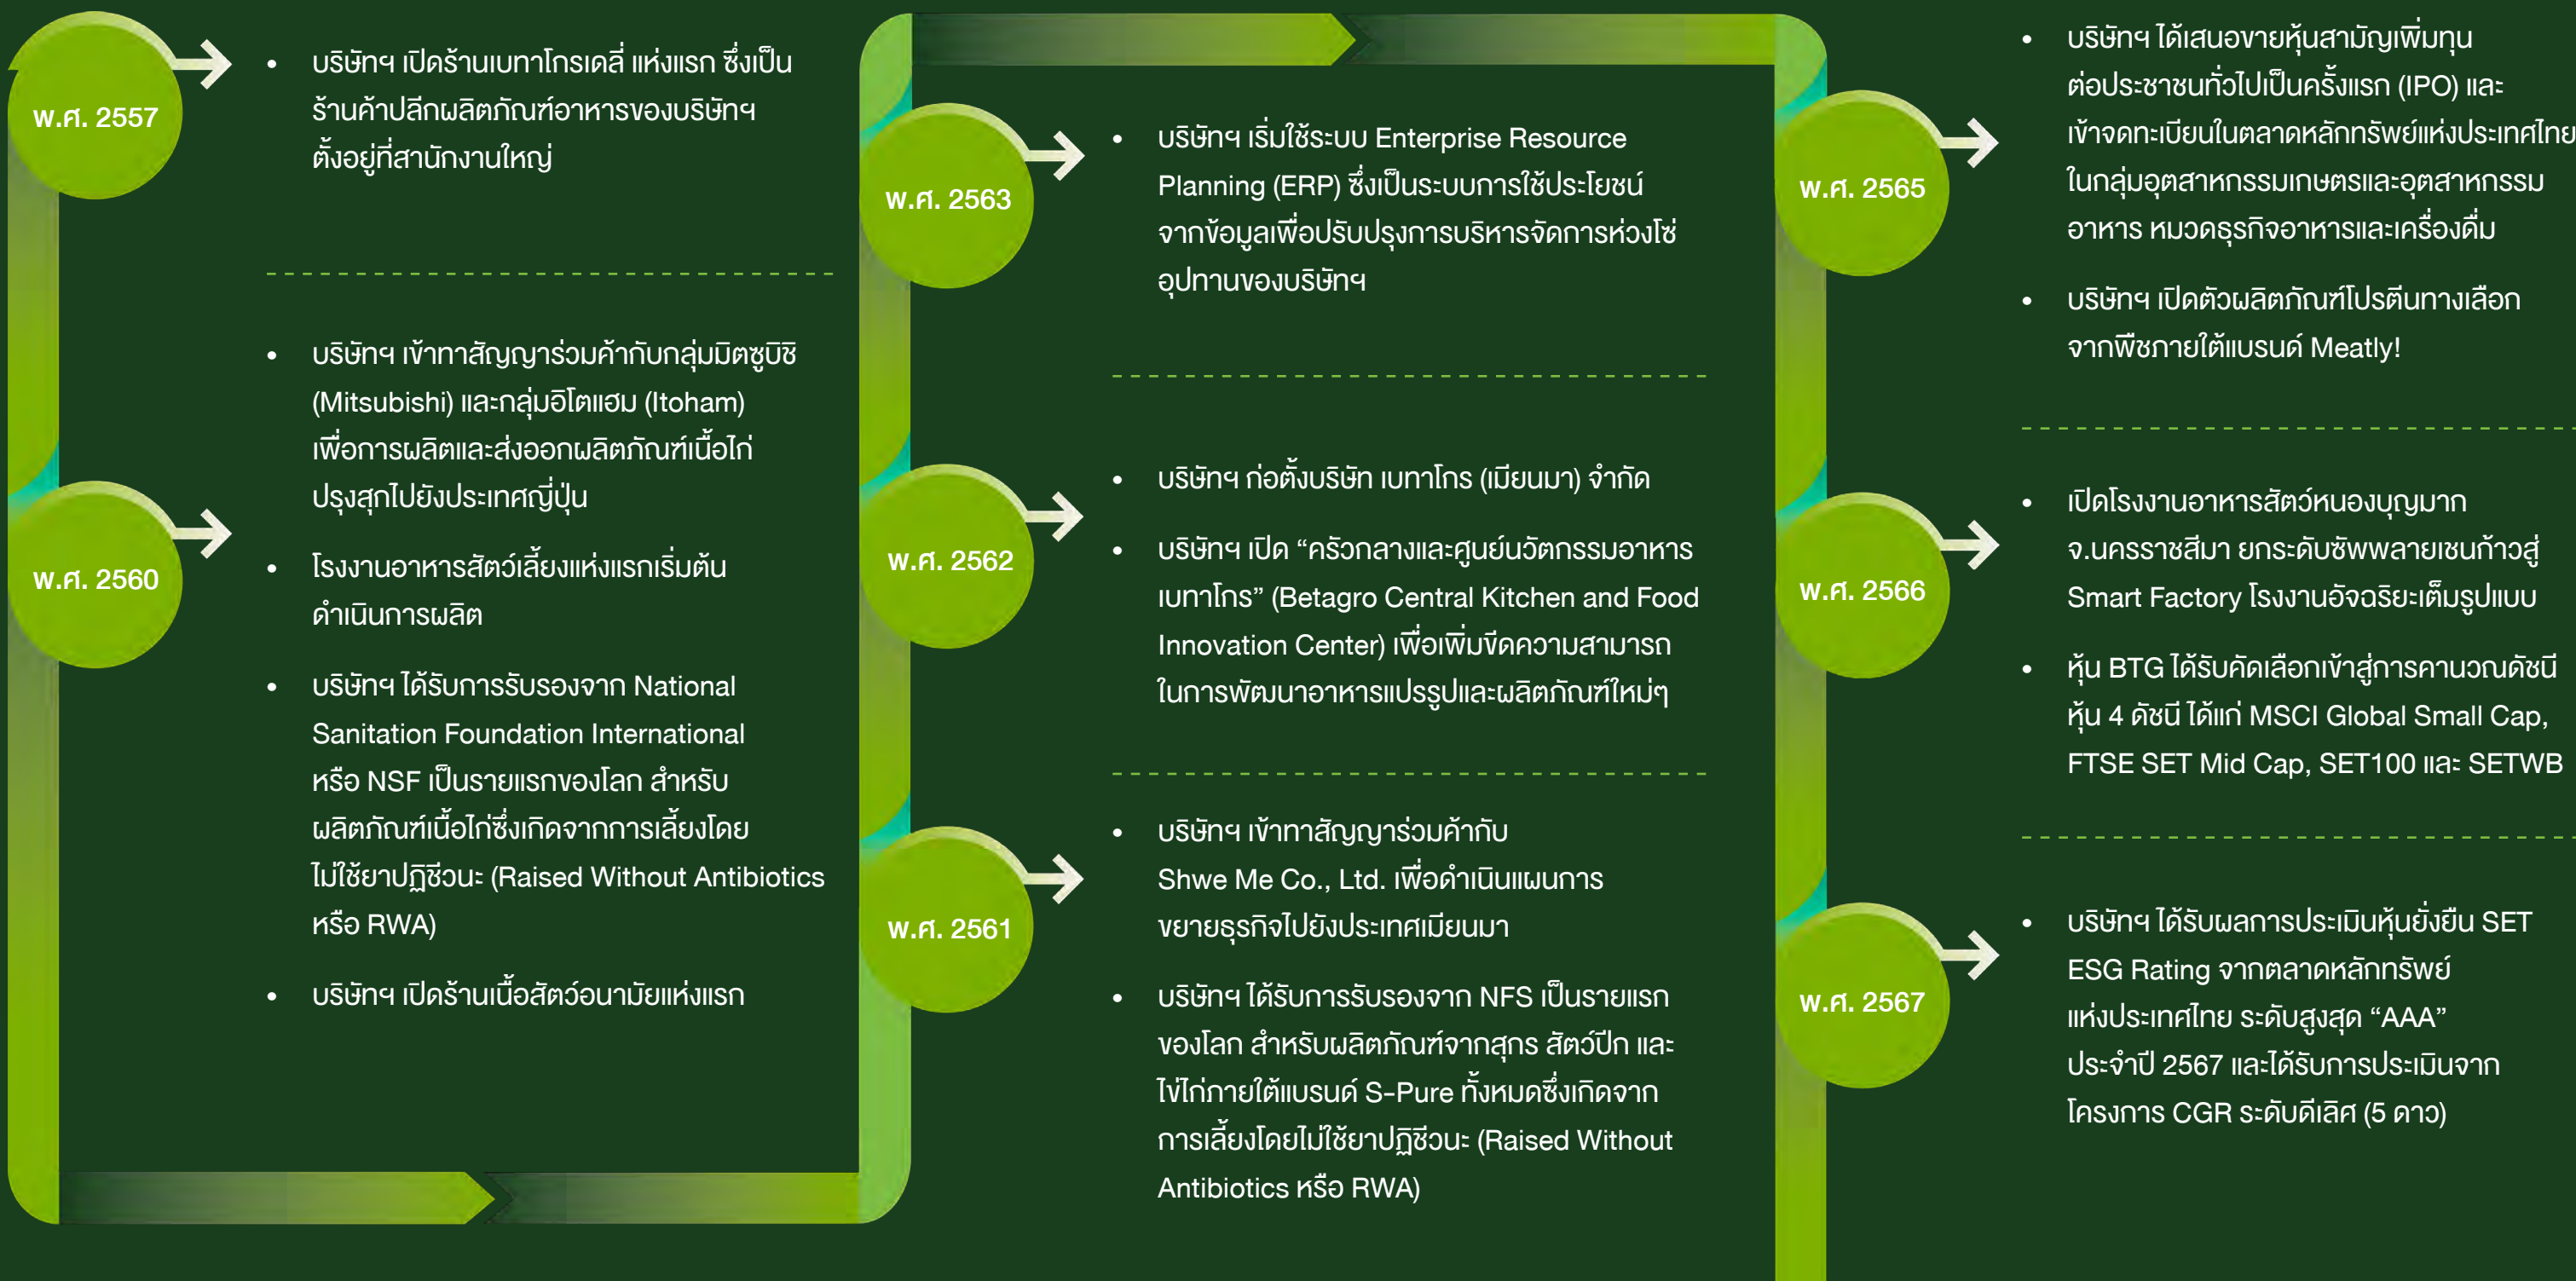 พ.ศ. 2557
• บริษัทฯ เปิดร้านเบทาโกรเดลี่ แห่งแรก ซึ่งเป็น
ร้านค้าปลีกผลิตภัณฑ์อาหารของบริษัทฯ
ตั้งอยู่ที่สานักงานใหญ่
พ.ศ. 2560
• บริษัทฯ เข้าทาสัญญาร่วมค้ากับกลุ่มมิตซูบิชิ
(Mitsubishi) และกลุ่มอิโตแฮม (Itoham)
เพื่อการผลิตและส่งออกผลิตภัณฑ์เนื้อไก่
ปรุงสุกไปยังประเทศญี่ปุ่น
• โรงงานอาหารสัตว์เลี้ยงแห่งแรกเริ่มต้น
ดำเนินการผลิต
• บริษัทฯ ได้รับการรับรองจาก National
Sanitation Foundation International
หรือ NSF เป็นรายแรกของโลก สำหรับ
ผลิตภัณฑ์เนื้อไก่ซึ่งเกิดจากการเลี้ยงโดย
ไม่ใช้ยาปฏิชีวนะ (Raised Without Antibiotics
หรือ RWA)
• บริษัทฯ เปิดร้านเนื้อสัตว์อนามัยแห่งแรก
พ.ศ. 2561
• บริษัทฯ เข้าทาสัญญาร่วมค้ากับ
Shwe Me Co., Ltd. เพื่อดำเนินแผนการ
ขยายธุรกิจไปยังประเทศเมียนมา
• บริษัทฯ ได้รับการรับรองจาก NFS เป็นรายแรก
ของโลก สำหรับผลิตภัณฑ์จากสุกร สัตว์ปีก และ
ไข่ไก่ภายใต้แบรนด์ S-Pure ทั้งหมดซึ่งเกิดจาก
การเลี้ยงโดยไม่ใช้ยาปฏิชีวนะ (Raised Without
Antibiotics หรือ RWA)
พ.ศ. 2562
• บริษัทฯ ก่อตั้งบริษัท เบทาโกร (เมียนมา) จำกัด
• บริษัทฯ เปิด “ครัวกลางและศูนย์นวัตกรรมอาหาร
เบทาโกร” (Betagro Central Kitchen and Food
Innovation Center) เพื่อเพิ่มขีดความสามารถ
ในการพัฒนาอาหารแปรรูปและผลิตภัณฑ์ใหม่ๆ
พ.ศ. 2563
• บริษัทฯ เริ่มใช้ระบบ Enterprise Resource
Planning (ERP) ซึ่งเป็นระบบการใช้ประโยชน์
จากข้อมูลเพื่อปรับปรุงการบริหารจัดการห่วงโซ่
อุปทานของบริษัทฯ
พ.ศ. 2565
• บริษัทฯ ได้เสนอขายหุ้นสามัญเพิ่มทุน
ต่อประชาชนทั่วไปเป็นครั้งแรก (IPO) และ
เข้าจดทะเบียนในตลาดหลักทรัพย์แห่งประเทศไทย
ในกลุ่มอุตสาหกรรมเกษตรและอุตสาหกรรม
อาหาร หมวดธุรกิจอาหารและเครื่องดื่ม
• บริษัทฯ เปิดตัวผลิตภัณฑ์โปรตีนทางเลือก
จากพืชภายใต้แบรนด์ Meatly!
พ.ศ. 2566
• เปิดโรงงานอาหารสัตว์หนองบุญมาก
จ.นครราชสีมา ยกระดับซัพพลายเชนก้าวสู่
Smart Factory โรงงานอัจฉริยะเต็มรูปแบบ
• หุ้น BTG ได้รับคัดเลือกเข้าสู่การคานวณดัชนี
หุ้น 4 ดัชนี ได้แก่ MSCI Global Small Cap,
FTSE SET Mid Cap, SET100 และ SETWB
พ.ศ. 2567
• บริษัทฯ ได้รับผลการประเมินหุ้นยั่งยืน SET
ESG Rating จากตลาดหลักทรัพย์
แห่งประเทศไทย ระดับสูงสุด “AAA”
ประจำปี 2567 และได้รับการประเมินจาก
โครงการ CGR ระดับดีเลิศ (5 ดาว)